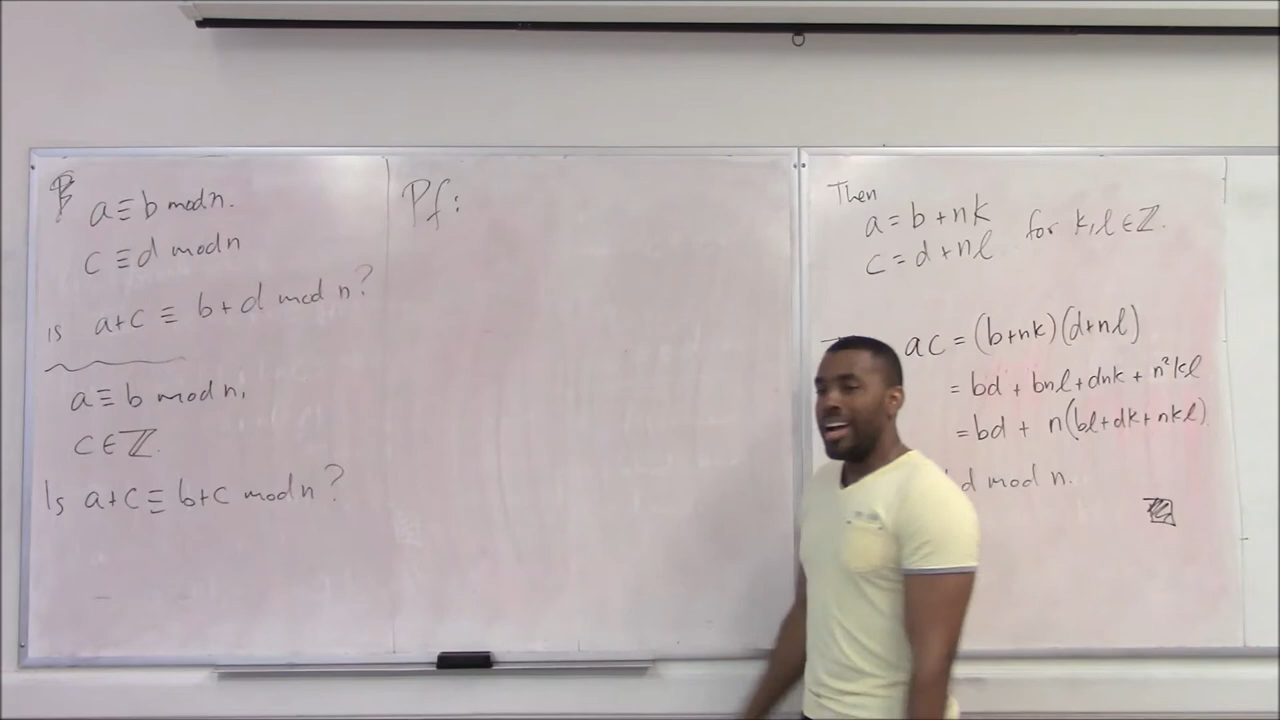 a ≡ b mod n.
c ≡ d mod n
is a+c ≡ b+d mod n?
a ≡ b mod n,
c ∈ ℤ.
Is a+c ≡ b+c mod n?
Pf:
Then
a = b + nk
c = d + nl for k, l ∈ ℤ.
ac = (b+nk)(d+nl)
= bd + bnl + dnk + n²kl
= bd + n(bl+dk+nkl)
d mod n.